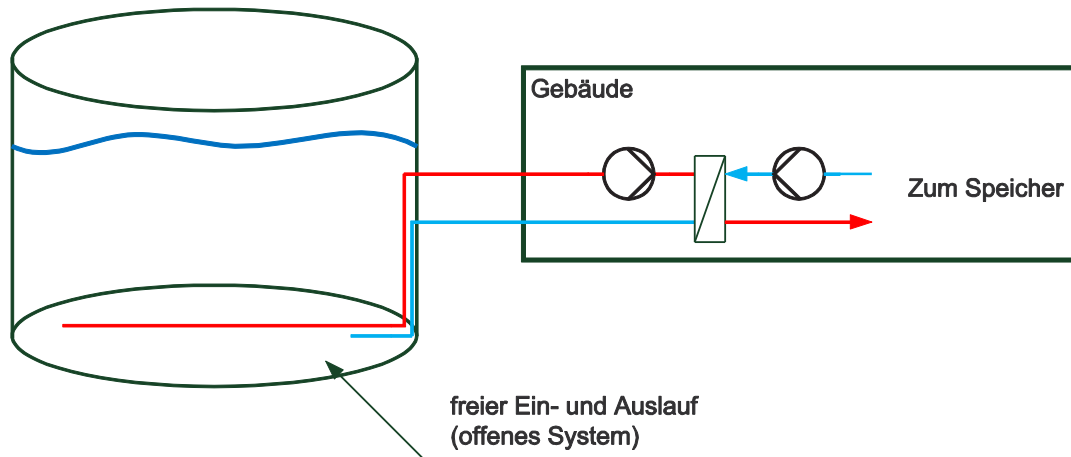 Gebäude
Zum Speicher
freier Ein- und Auslauf
(offenes System)